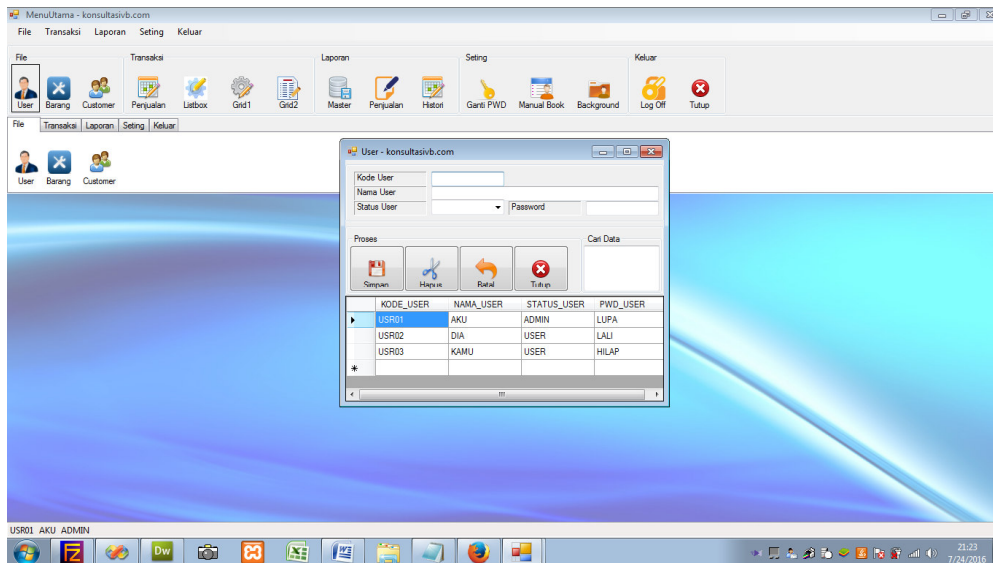 MenuUtama - konsultasivb.com
File Transaksi Laporan Seting Keluar
File Transaksi Laporan Seting Keluar
User Barang Customer Penjualan Listbox Grid1 Grid2 Master Penjualan Histori Ganti PWD Manual Book Background Log Off Tutup
File Transaksi Laporan Seting Keluar
User Barang Customer
User - konsultasivb.com
Kode User
Nama User
Status User Password
Proses Cari Data
Simpan Hapus Batal Tutup
KODE_USER NAMA_USER STATUS_USER PWD_USER
USR01 AKU ADMIN LUPA
USR02 DIA USER LALI
USR03 KAMU USER HILAP
USR01 AKU ADMIN
Dw
21:23
7/24/2016